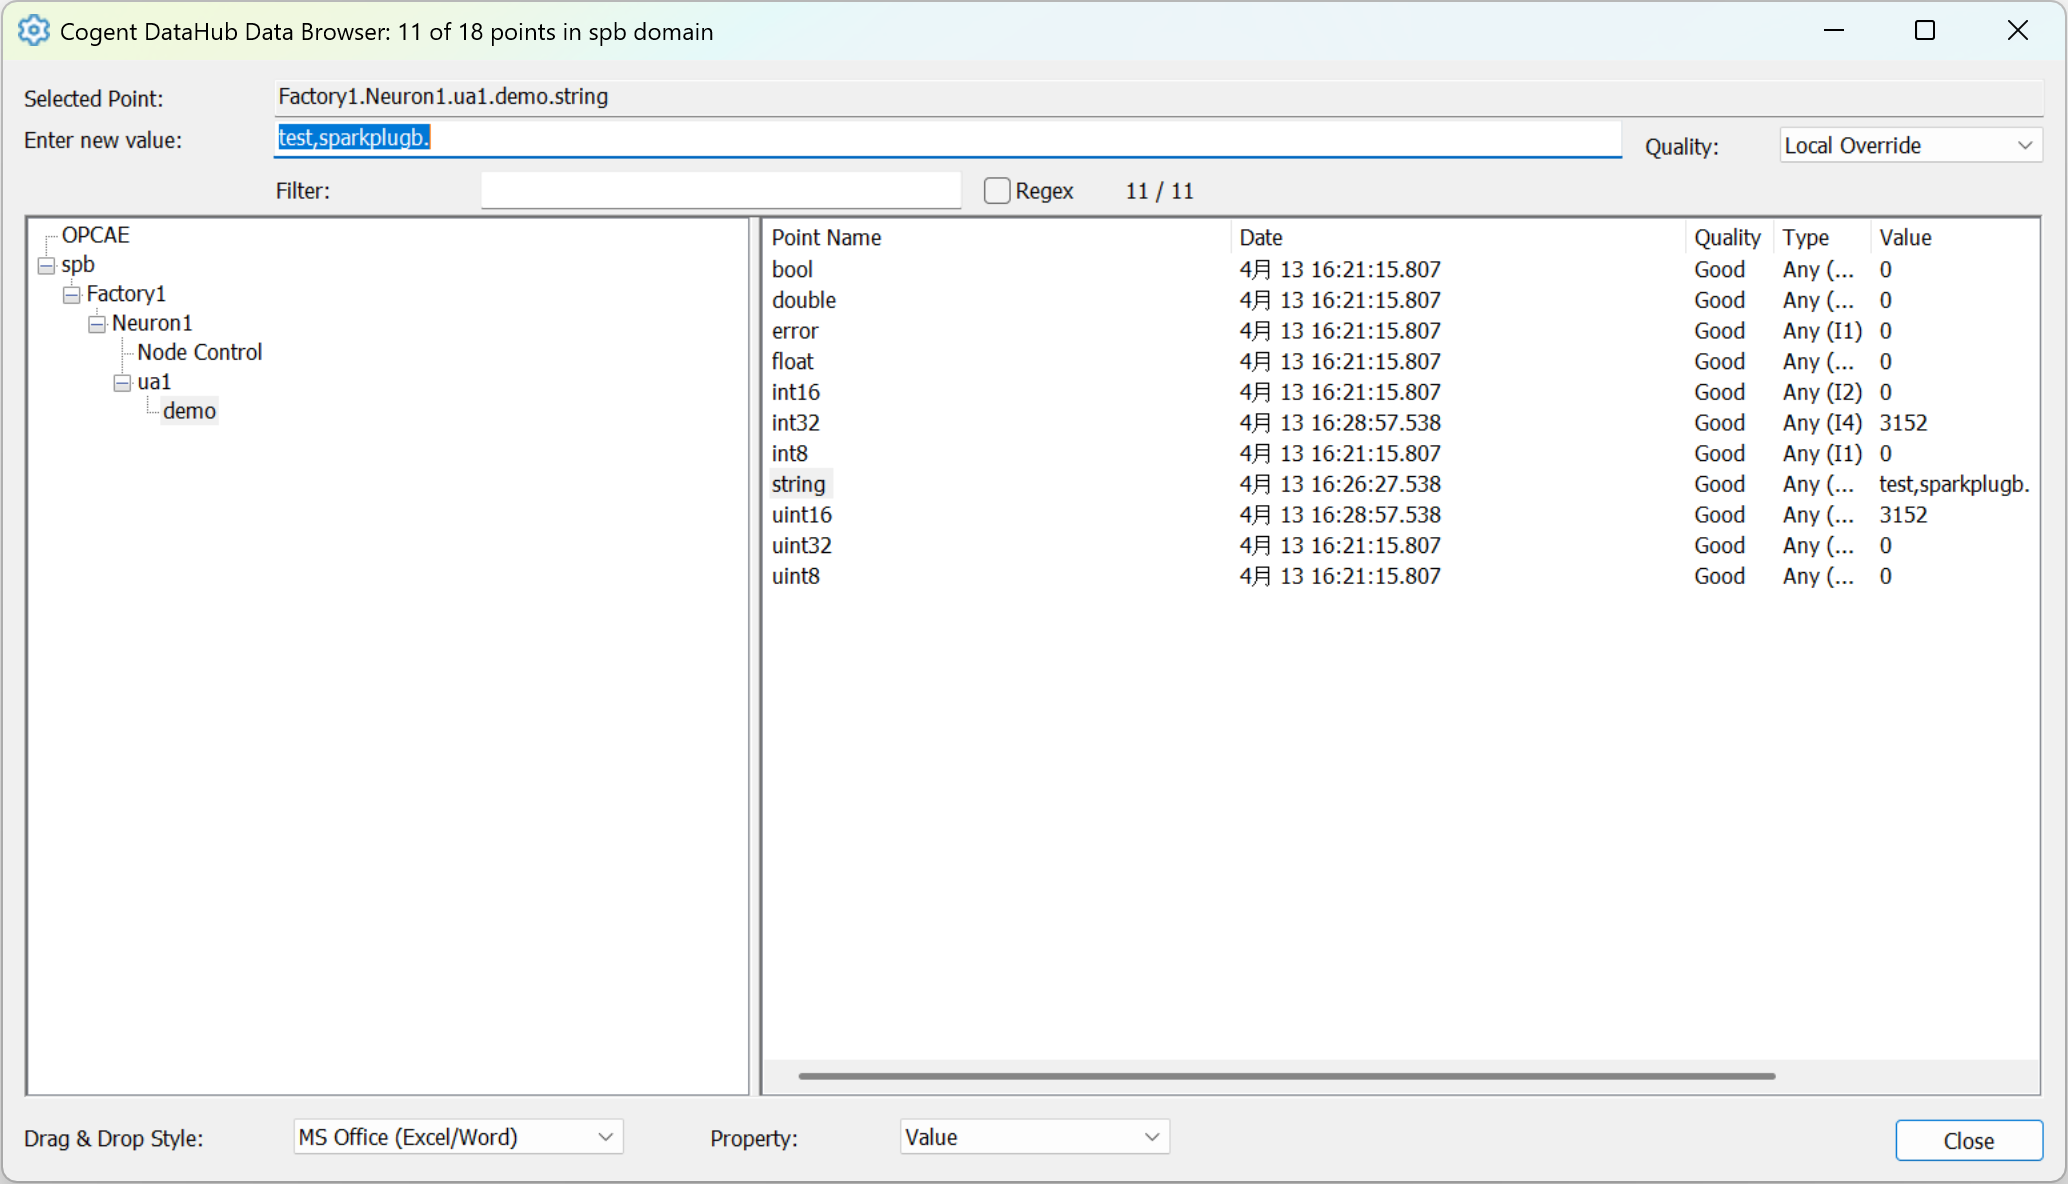 Cogent DataHub Data Browser: 11 of 18 points in spb domain
Selected Point: Factory1.Neuron1.ua1.demo.string
Enter new value: test,sparkplugb. Quality: Local Override
Filter: Regex 11 / 11
OPCAE
spb
Factory1
Neuron1
Node Control
ua1
demo
Point Name Date Quality Type Value
bool 4月 13 16:21:15.807 Good Any (... 0
double 4月 13 16:21:15.807 Good Any (... 0
error 4月 13 16:21:15.807 Good Any (I1) 0
float 4月 13 16:21:15.807 Good Any (... 0
int16 4月 13 16:21:15.807 Good Any (I2) 0
int32 4月 13 16:28:57.538 Good Any (I4) 3152
int8 4月 13 16:21:15.807 Good Any (I1) 0
string 4月 13 16:26:27.538 Good Any (... test,sparkplugb.
uint16 4月 13 16:28:57.538 Good Any (... 3152
uint32 4月 13 16:21:15.807 Good Any (... 0
uint8 4月 13 16:21:15.807 Good Any (... 0
Drag & Drop Style: MS Office (Excel/Word) Property: Value Close